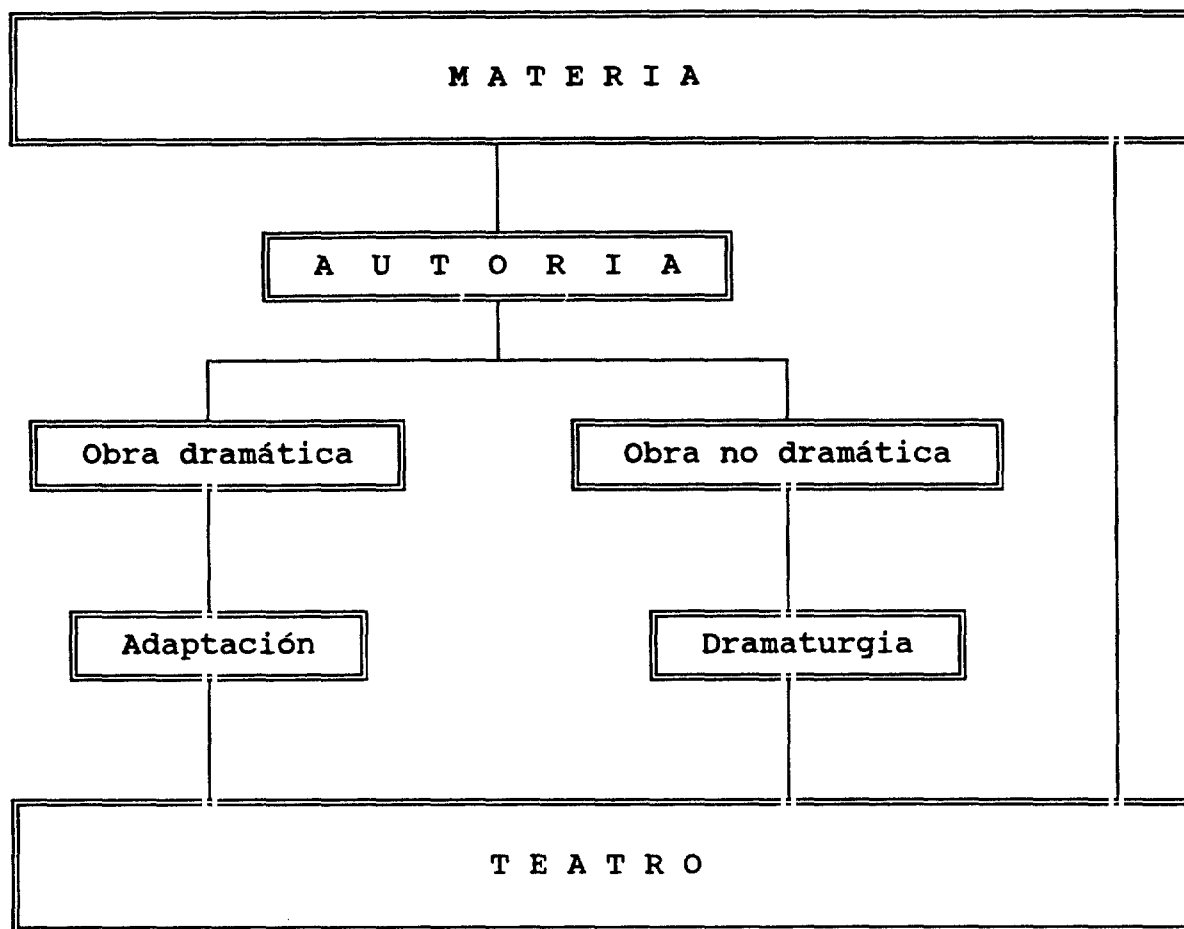 M A T E R I A
A U T O R I A
Obra dramática Obra no dramática
Adaptación Dramaturgia
T E A T R O